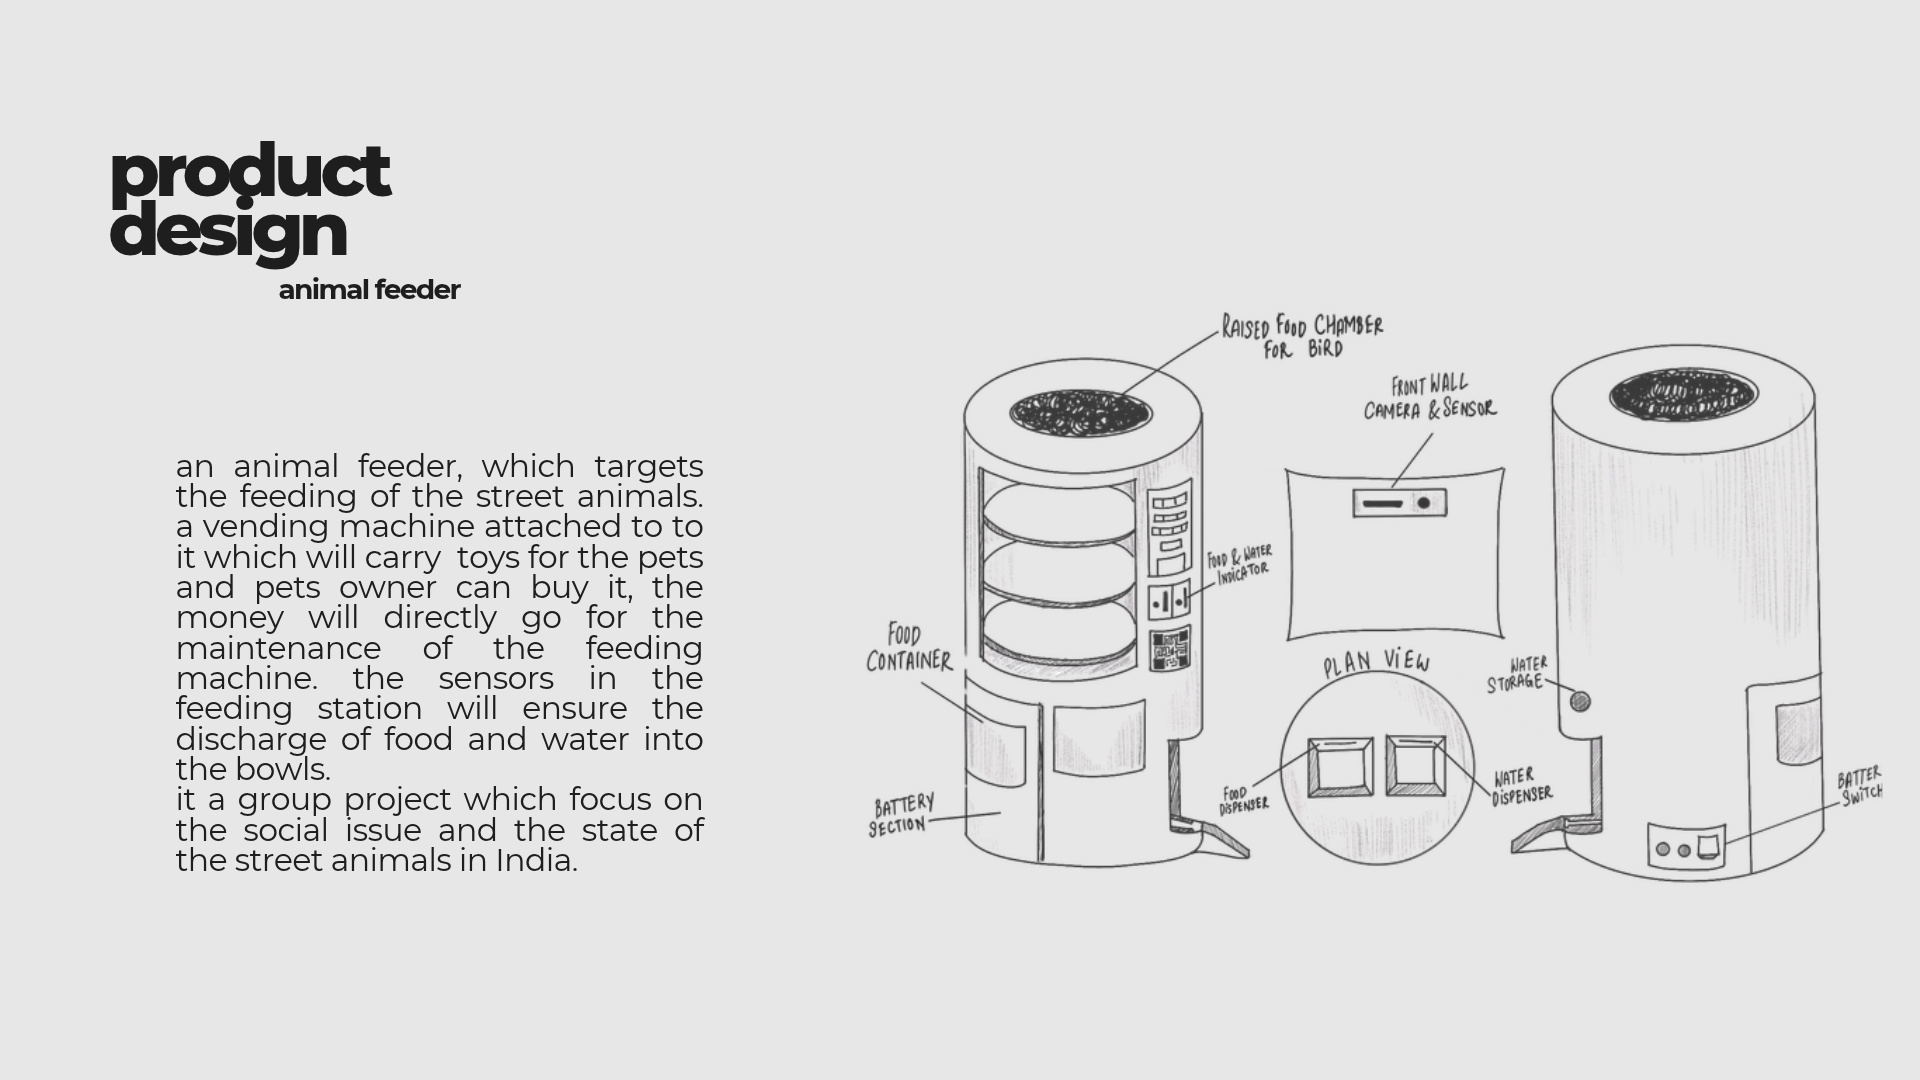 product
design
animal feeder
an animal feeder, which targets
the feeding of the street animals.
a vending machine attached to to
it which will carry  toys for the pets
and pets owner can buy it, the
money will directly go for the
maintenance of the feeding
machine. the sensors in the
feeding station will ensure the
discharge of food and water into
the bowls.
it a group project which focus on
the social issue and the state of
the street animals in India.
RAISED FOOD CHAMBER
FOR BIRD
FRONT WALL
CAMERA & SENSOR
FOOD & WATER
INDICATOR
FOOD
CONTAINER
BATTERY
SECTION
PLAN VIEW
FOOD
DISPENSER
WATER
DISPENSER
WATER
STORAGE
BATTER
SWITCH